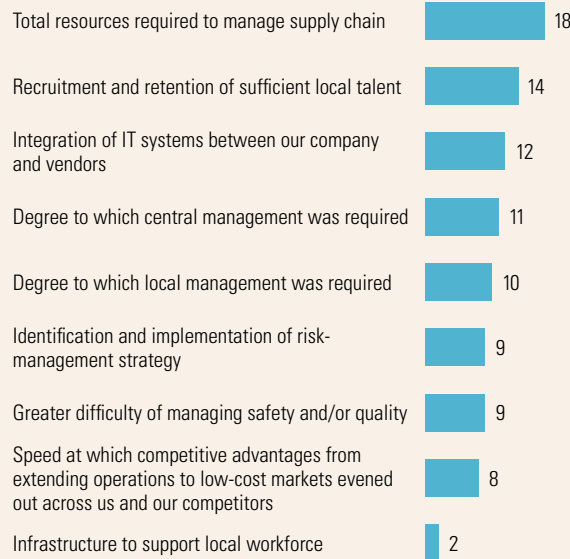 Total resources required to manage supply chain 18
Recruitment and retention of sufficient local talent 14
Integration of IT systems between our company
and vendors 12
Degree to which central management was required 11
Degree to which local management was required 10
Identification and implementation of risk-
management strategy 9
Greater difficulty of managing safety and/or quality 9
Speed at which competitive advantages from
extending operations to low-cost markets evened 8
out across us and our competitors
Infrastructure to support local workforce 2